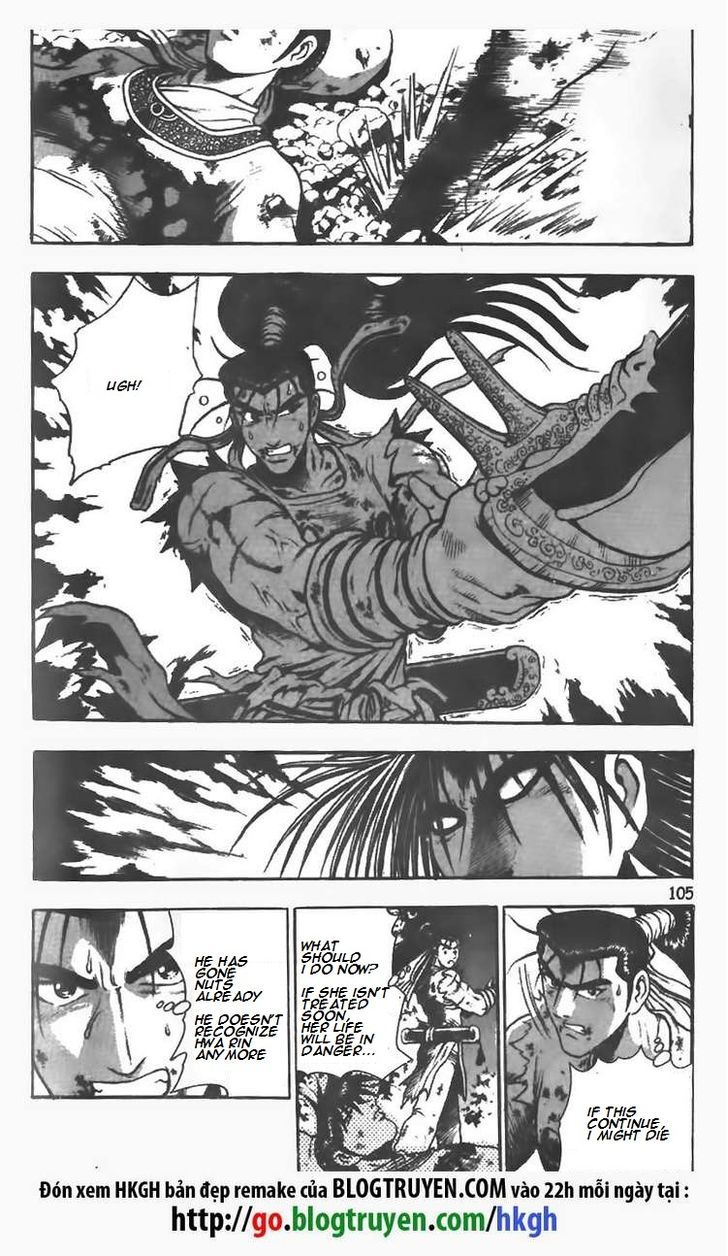 UGH!
105
HE HAS
GONE
NUTS
ALREADY
HE DOESN'T
RECOGNIZE
HWA RIN
ANYMORE
WHAT
SHOULD
I DO NOW?
IF SHE ISN'T
TREATED
SOON,
HER LIFE
WILL BE IN
DANGER...
IF THIS
CONTINUE,
I MIGHT DIE
Đón xem HKGH bản đẹp remake của BLOGTRUYEN.COM vào 22h mỗi ngày tại :
http://go.blogtruyen.com/hkgh